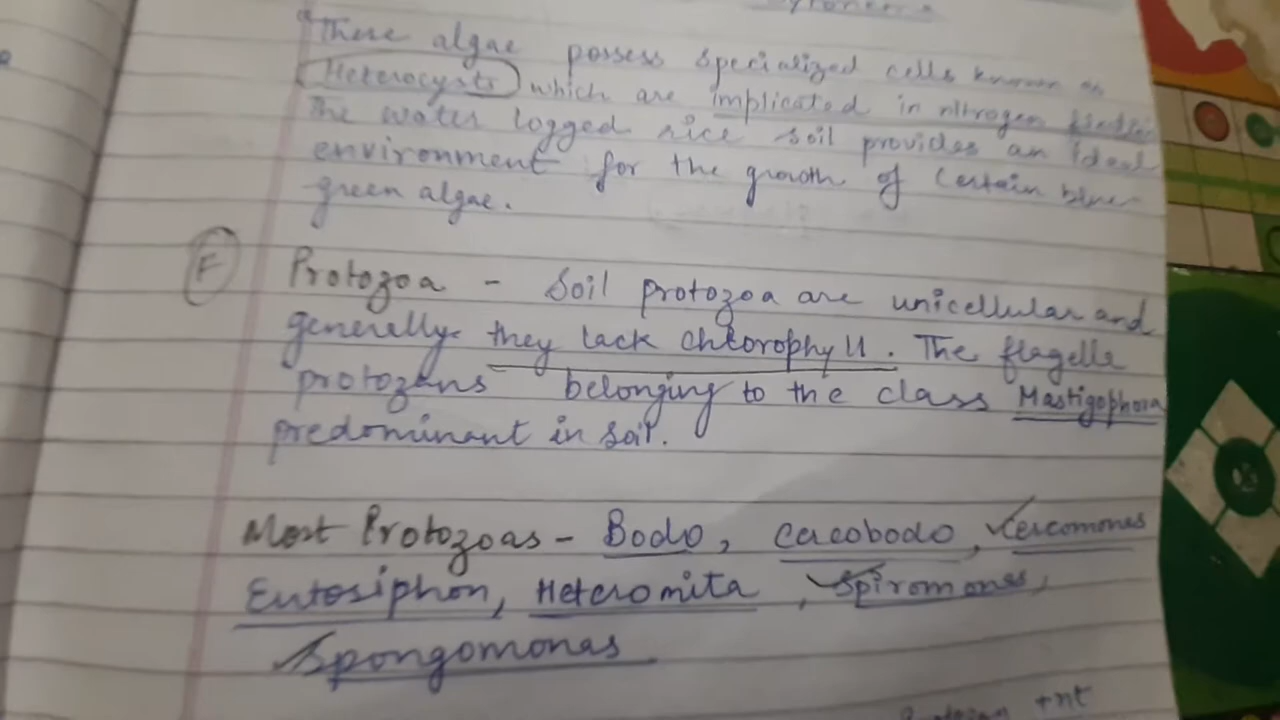 These algae possess specialized cells known as
Heterocysts which are implicated in nitrogen
The water logged rice soil provides an ideal
environment for the growth of certain blue
green algae.
F Protozoa - Soil protozoa are unicellular and
generally they lack chlorophyll. The flagella
protozans belonging to the class Mastigophora
predominant in soil.
Most Protozoas - Bodo, Cacobodo, Cercomonas
Entosiphon, Heteromita, Spiromonas,
Spongomonas